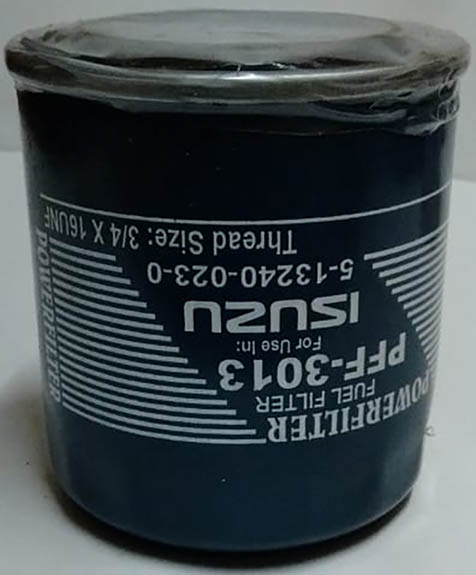 POWERFILTER
FUEL FILTER
PFF-3013
For Use In:
ISUZU
5-13240-023-0
Thread Size: 3/4 X 16UNF
POWERFILTER